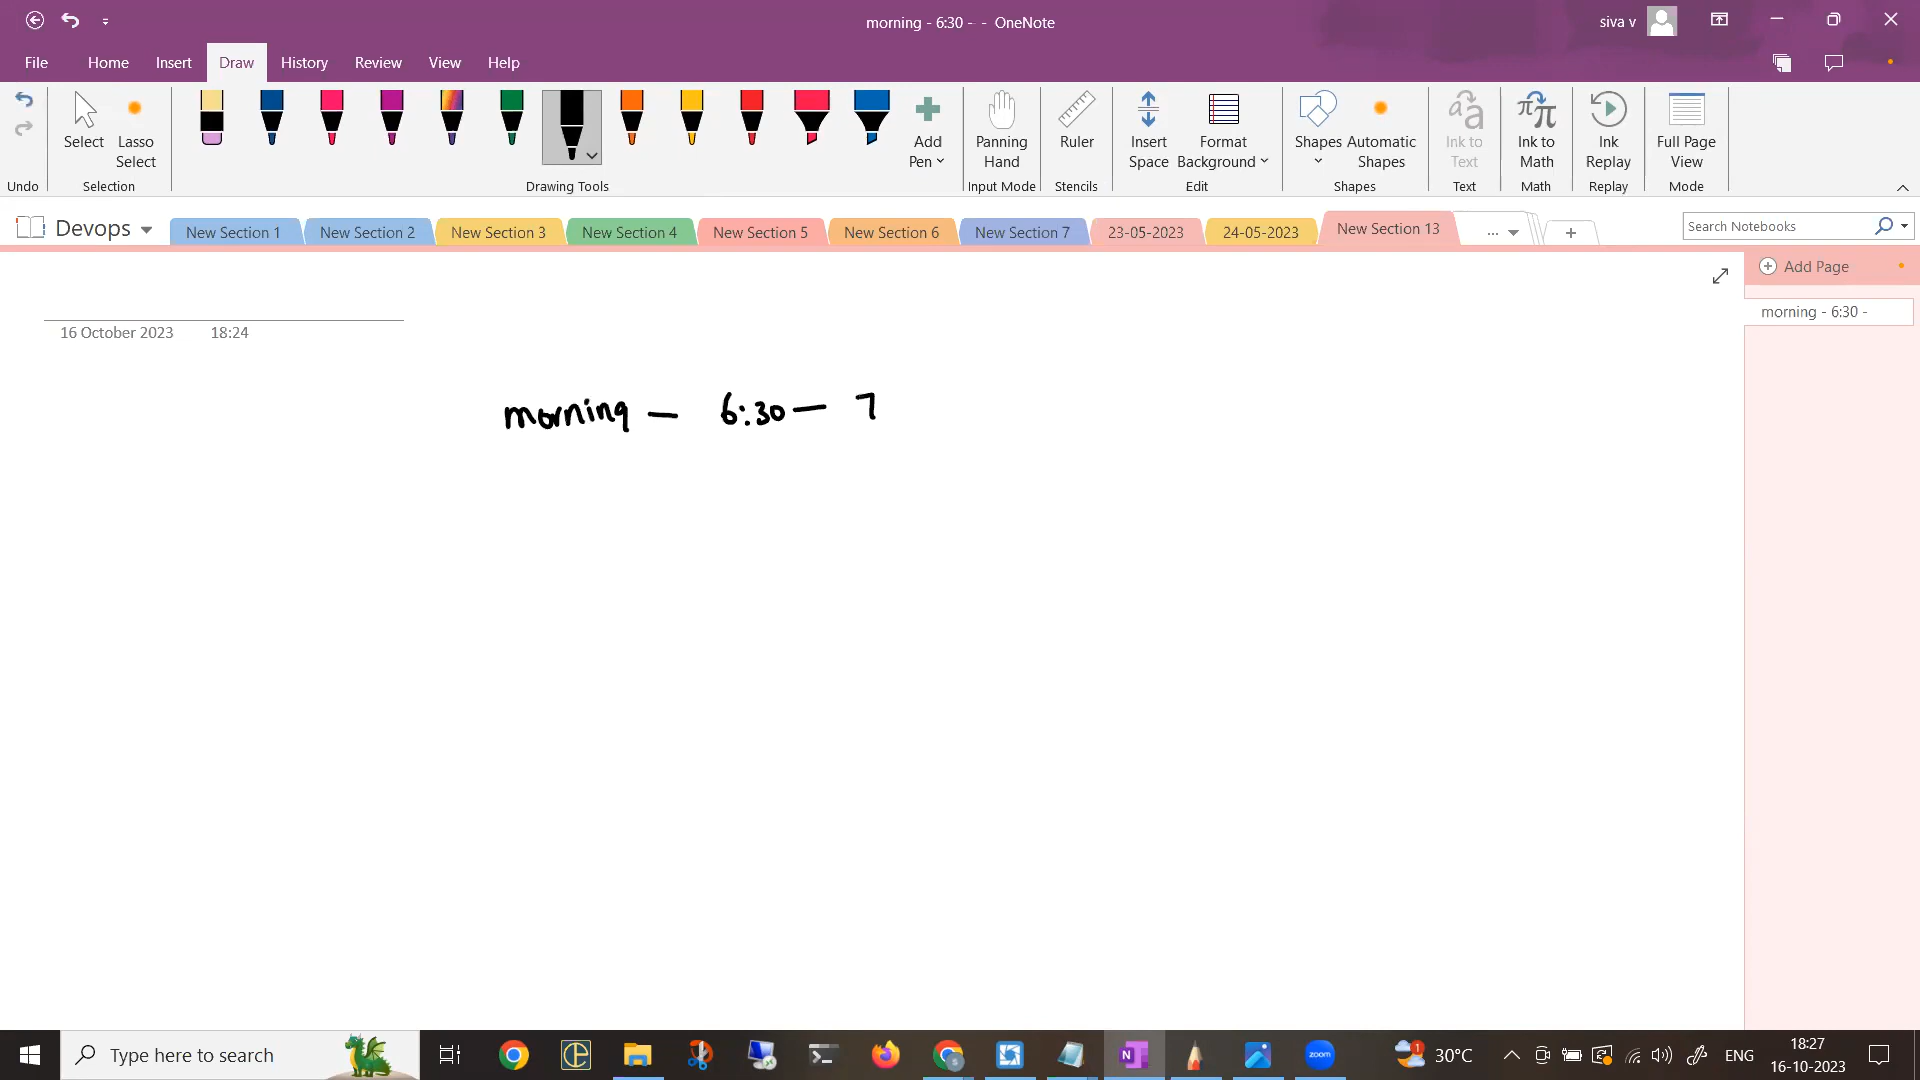 morning - 6:30 - - OneNote
siva v
File Home Insert Draw History Review View Help
Select
Lasso Select
Add Pen
Panning Hand
Ruler
Insert Space
Format Background
Shapes
Automatic Shapes
Ink to Text
Ink to Math
Ink Replay
Full Page View
Undo Selection Drawing Tools Input Mode Stencils Edit Shapes Text Math Replay Mode
Devops New Section 1 New Section 2 New Section 3 New Section 4 New Section 5 New Section 6 New Section 7 23-05-2023 24-05-2023 New Section 13 ... Search Notebooks
Add Page
morning - 6:30 -
16 October 2023 18:24
morning — 6:30 — 7
Type here to search
zoom
30°C
ENG
18:27
16-10-2023